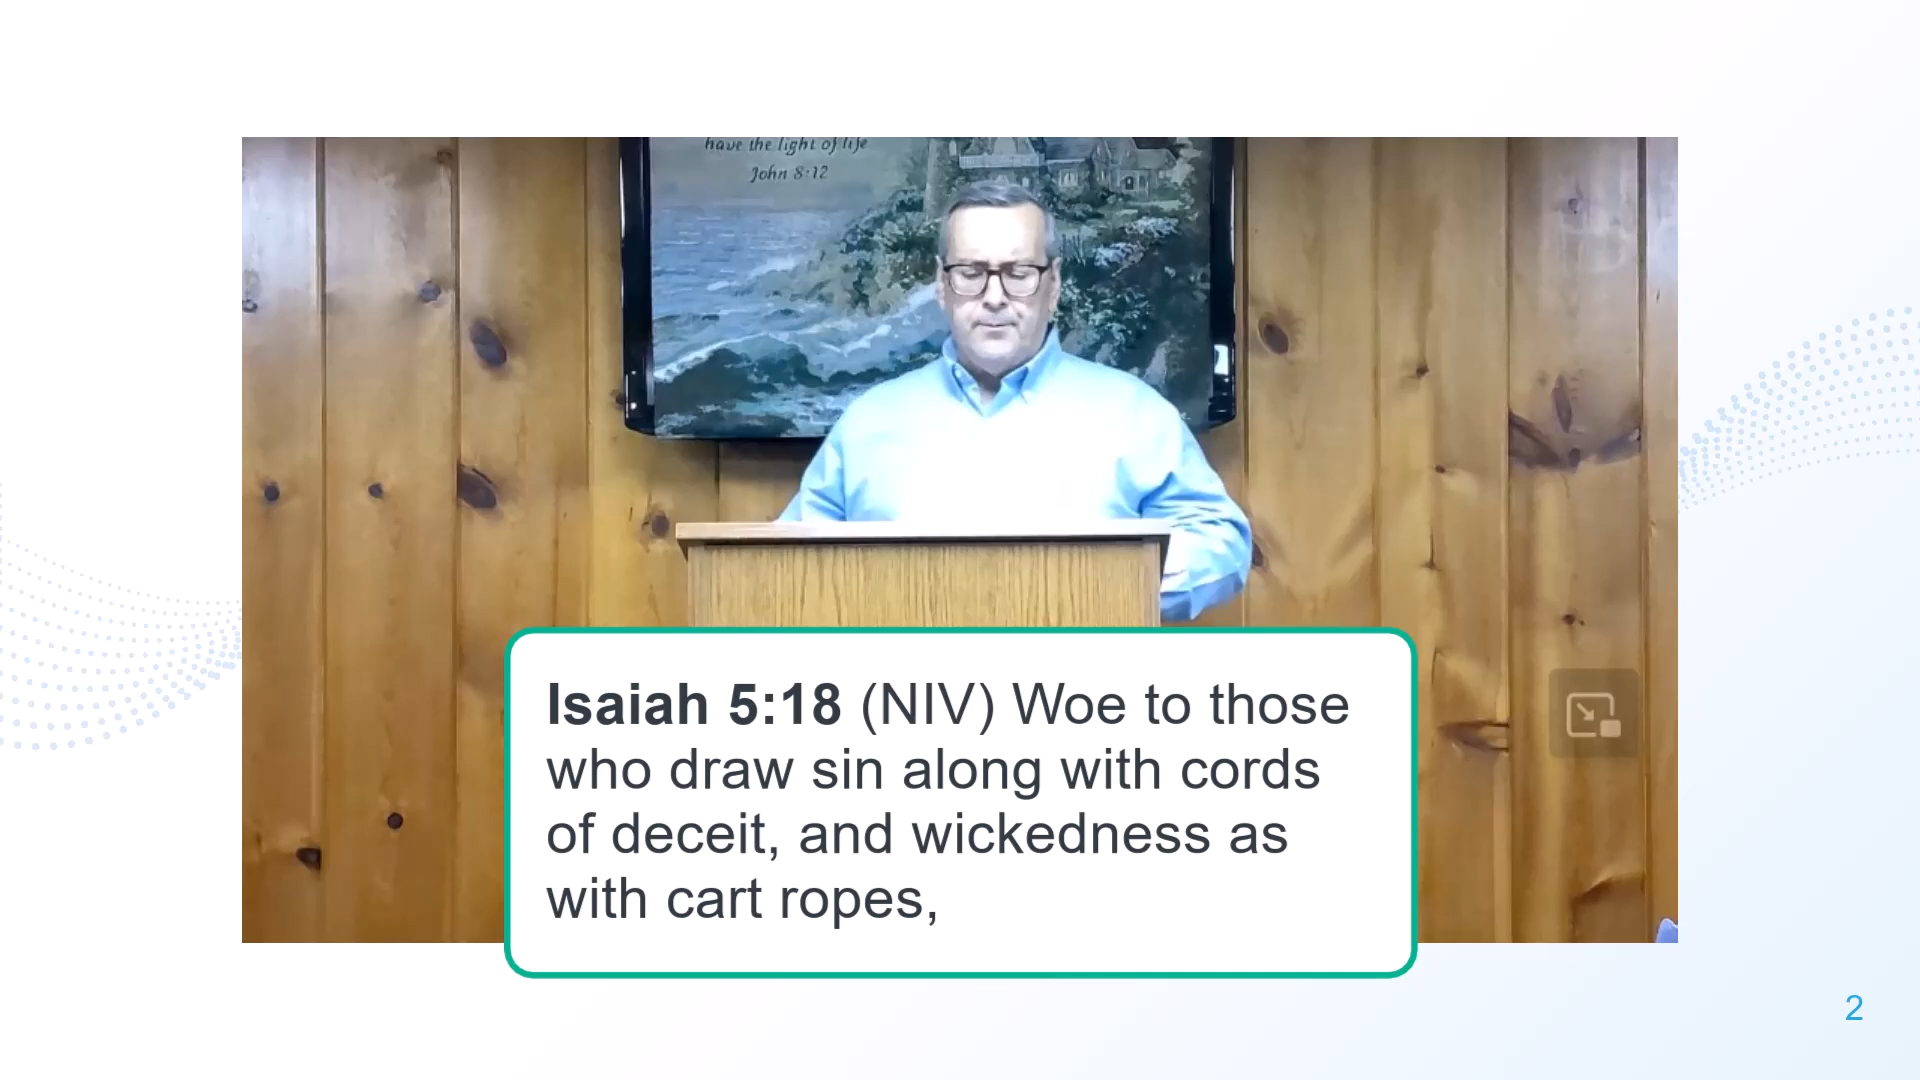 have the light of life
John 8:12
Isaiah 5:18 (NIV) Woe to those
who draw sin along with cords
of deceit, and wickedness as
with cart ropes,
2